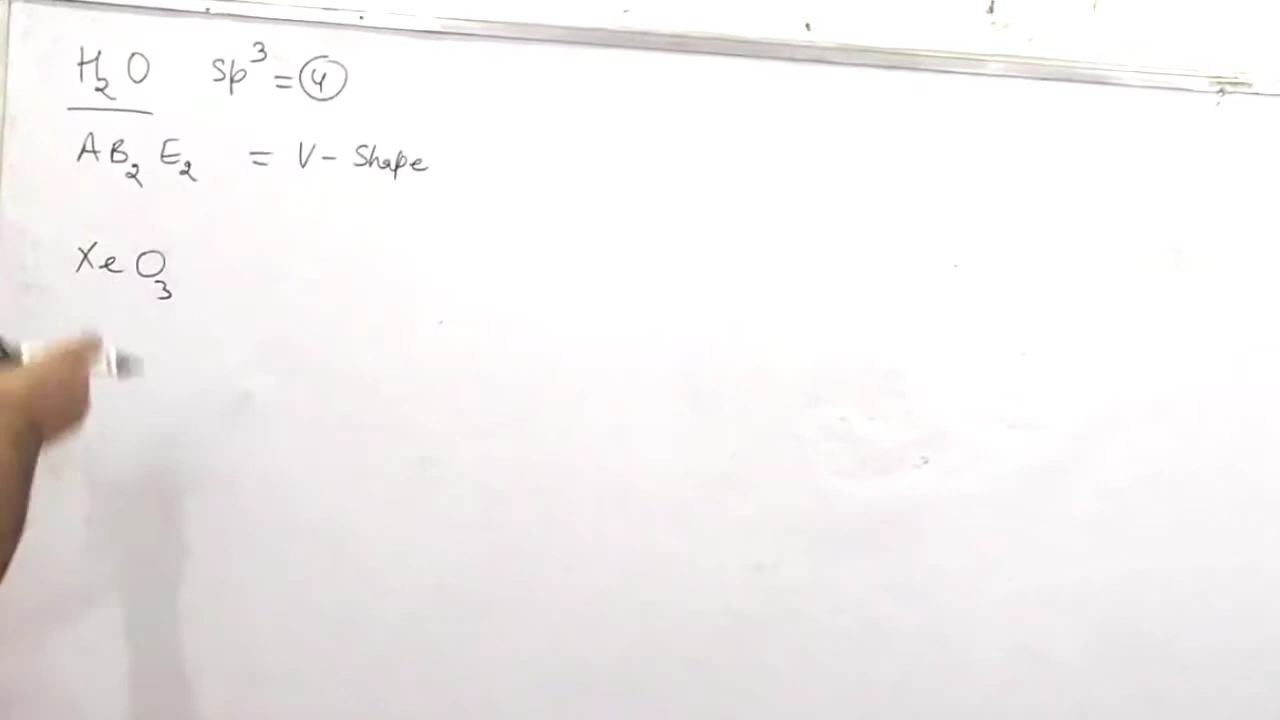 H₂O sp³ = 4
AB₂E₂ = V-Shape
XeO₃